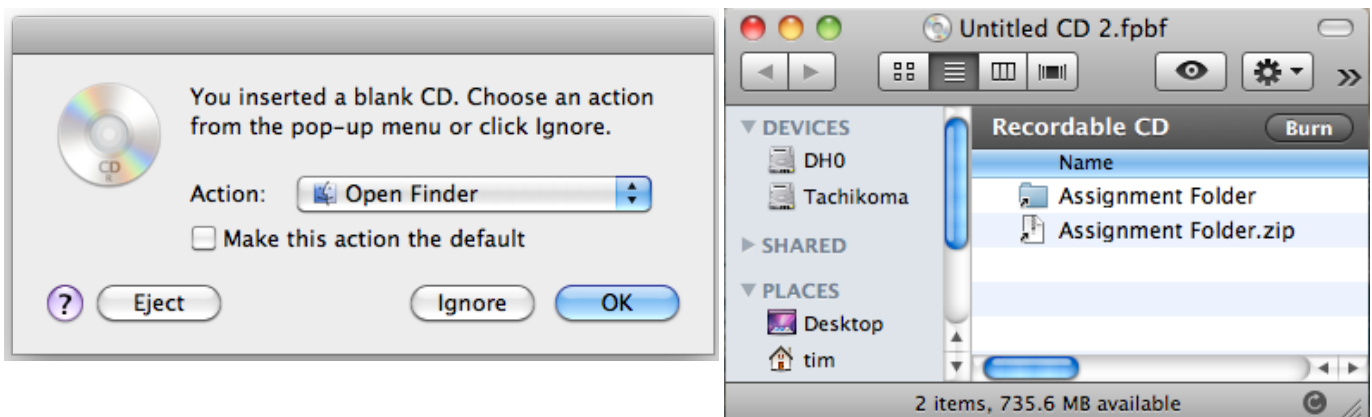 You inserted a blank CD. Choose an action
from the pop-up menu or click Ignore.
CD
R
Action: Open Finder
Make this action the default
? Eject Ignore OK
Untitled CD 2.fpbf
DEVICES
DH0
Tachikoma
SHARED
PLACES
Desktop
tim
Recordable CD Burn
Name
Assignment Folder
Assignment Folder.zip
2 items, 735.6 MB available